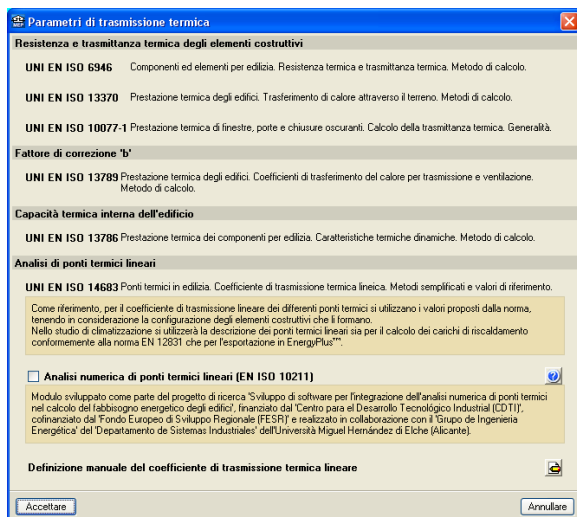 Parametri di trasmissione termica
Resistenza e trasmittanza termica degli elementi costruttivi
UNI EN ISO 6946 Componenti ed elementi per edilizia. Resistenza termica e trasmittanza termica. Metodo di calcolo.
UNI EN ISO 13370 Prestazione termica degli edifici. Trasferimento di calore attraverso il terreno. Metodi di calcolo.
UNI EN ISO 10077-1 Prestazione termica di finestre, porte e chiusure oscuranti. Calcolo della trasmittanza termica. Generalità.
Fattore di correzione 'b'
UNI EN ISO 13789 Prestazione termica degli edifici. Coefficienti di trasferimento del calore per trasmissione e ventilazione.
Metodo di calcolo.
Capacità termica interna dell'edificio
UNI EN ISO 13786 Prestazione termica dei componenti per edilizia. Caratteristiche termiche dinamiche. Metodo di calcolo.
Analisi di ponti termici lineari
UNI EN ISO 14683 Ponti termici in edilizia. Coefficiente di trasmissione termica lineica. Metodi semplificati e valori di riferimento.
Come riferimento, per il coefficiente di trasmissione lineare dei differenti ponti termici si utilizzano i valori proposti dalla norma,
tenendo in considerazione la configurazione degli elementi costruttivi che li formano.
Nello studio di climatizzazione si utilizzerà la descrizione dei ponti termici lineari sia per il calcolo dei carichi di riscaldamento
conformemente alla norma EN 12831 che per l'esportazione in EnergyPlus™.
Analisi numerica di ponti termici lineari (EN ISO 10211)
Modulo sviluppato come parte del progetto di ricerca 'Sviluppo di software per l'integrazione dell'analisi numerica di ponti termici
nel calcolo del fabbisogno energetico degli edifici', finanziato dal 'Centro para el Desarrollo Tecnológico Industrial (CDTI)',
cofinanziato dal 'Fondo Europeo di Sviluppo Regionale (FESR)' e realizzato in collaborazione con il 'Grupo de Ingenieria
Energética' del 'Departamento de Sistemas Industriales' dell'Università Miguel Hernández di Elche (Alicante).
Definizione manuale del coefficiente di trasmissione termica lineare
Accettare
Annullare